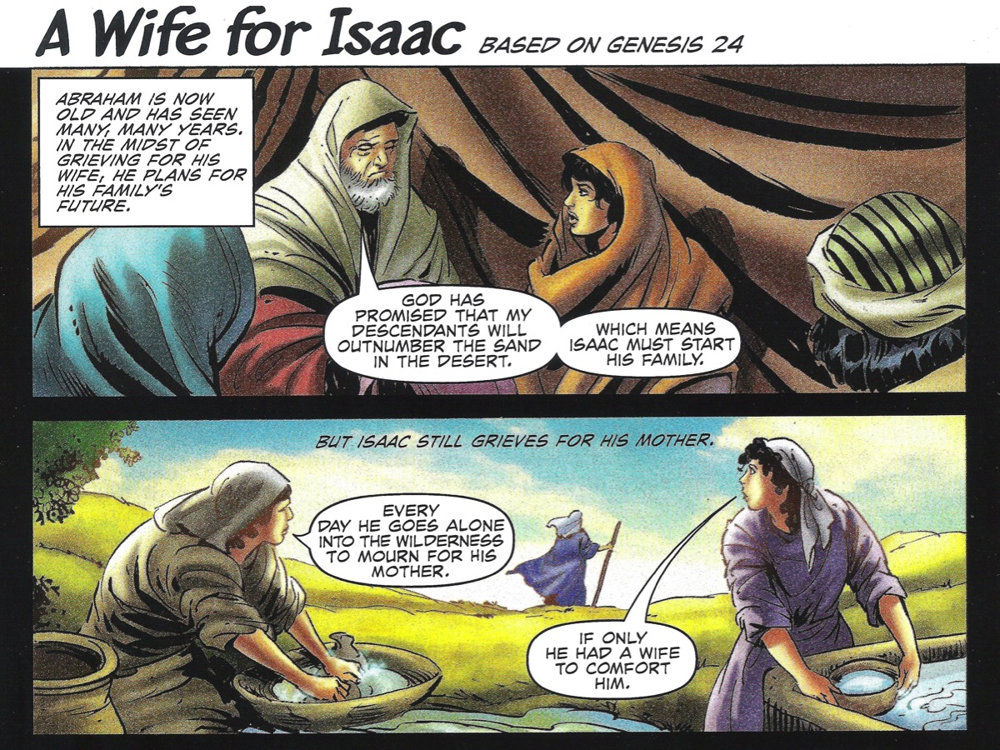 A Wife for Isaac BASED ON GENESIS 24
ABRAHAM IS NOW
OLD AND HAS SEEN
MANY, MANY YEARS.
IN THE MIDST OF
GRIEVING FOR HIS
WIFE, HE PLANS FOR
HIS FAMILY'S
FUTURE.
GOD HAS
PROMISED THAT MY
DESCENDANTS WILL
OUTNUMBER THE SAND
IN THE DESERT.
WHICH MEANS
ISAAC MUST START
HIS FAMILY.
BUT ISAAC STILL GRIEVES FOR HIS MOTHER.
EVERY
DAY HE GOES ALONE
INTO THE WILDERNESS
TO MOURN FOR HIS
MOTHER.
IF ONLY
HE HAD A WIFE
TO COMFORT
HIM.